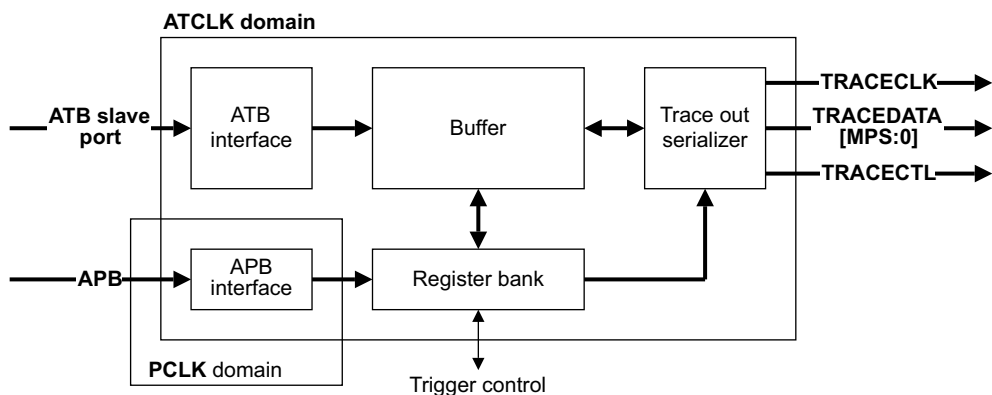 ATCLK domain
ATB slave
port
ATB
interface
Buffer
Trace out
serializer
TRACECLK
TRACEDATA
[MPS:0]
TRACECTL
APB
APB
interface
Register bank
PCLK domain
Trigger control